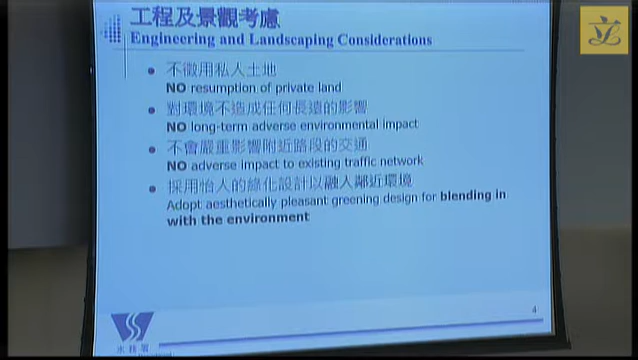 工程及景觀考慮
Engineering and Landscaping Considerations
不徵用私人土地
NO resumption of private land
對環境不造成任何長遠的影響
NO long-term adverse environmental impact
不會嚴重影響附近路段的交通
NO adverse impact to existing traffic network
採用怡人的綠化設計以融入鄰近環境
Adopt aesthetically pleasant greening design for blending in
with the environment
4
水務署
立